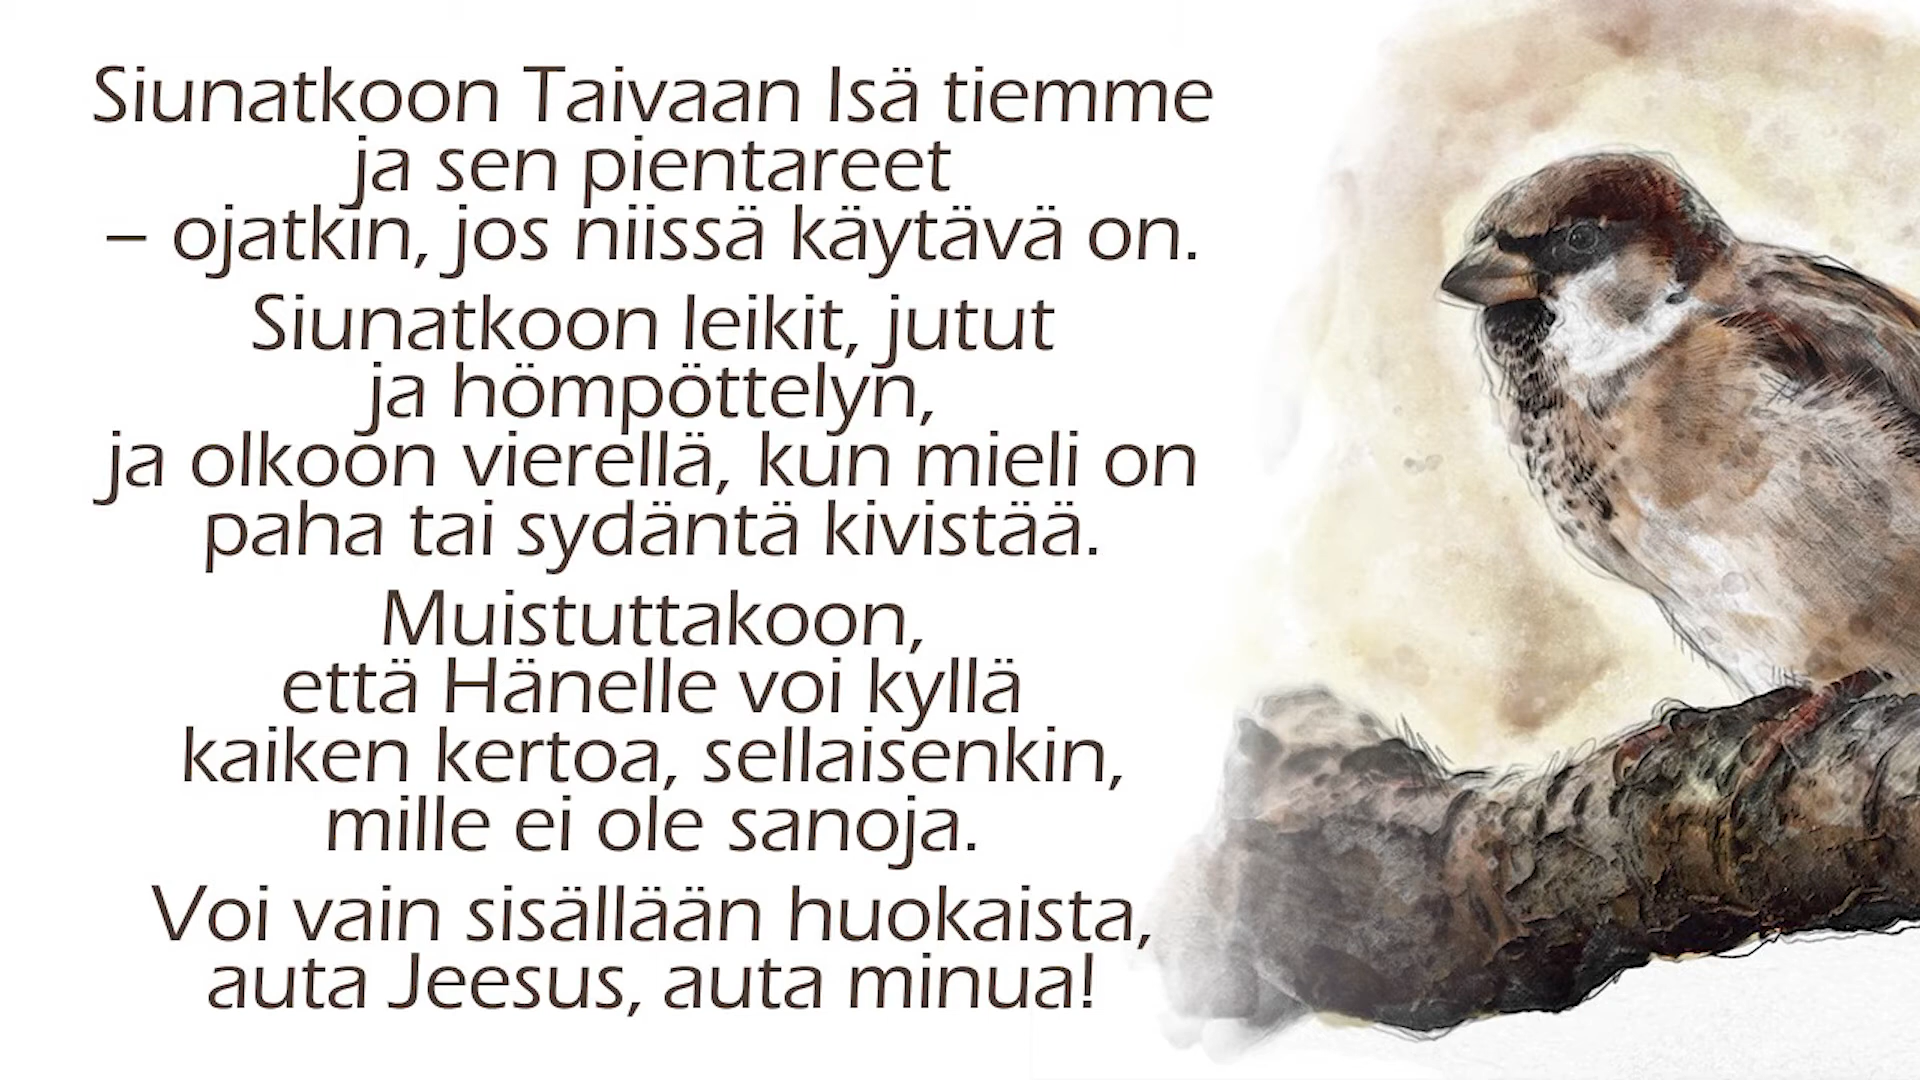 Siunatkoon Taivaan Isä tiemme
ja sen pientareet
– ojatkin, jos niissä käytävä on.
Siunatkoon leikit, jutut
ja hömpöttelyn,
ja olkoon vierellä, kun mieli on
paha tai sydäntä kivistää.
Muistuttakoon,
että Hänelle voi kyllä
kaiken kertoa, sellaisenkin,
mille ei ole sanoja.
Voi vain sisällään huokaista,
auta Jeesus, auta minua!